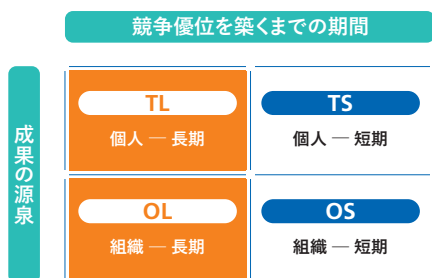 競争優位を築くまでの期間
成果の源泉
TL
個人 ― 長期
TS
個人 ― 短期
OL
組織 ― 長期
OS
組織 ― 短期